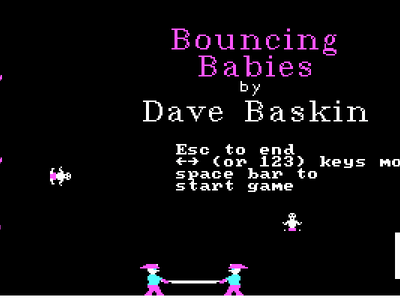 Bouncing
Babies
by
Dave Baskin
Esc to end
←→ (or 123) keys mo
space bar to
start game